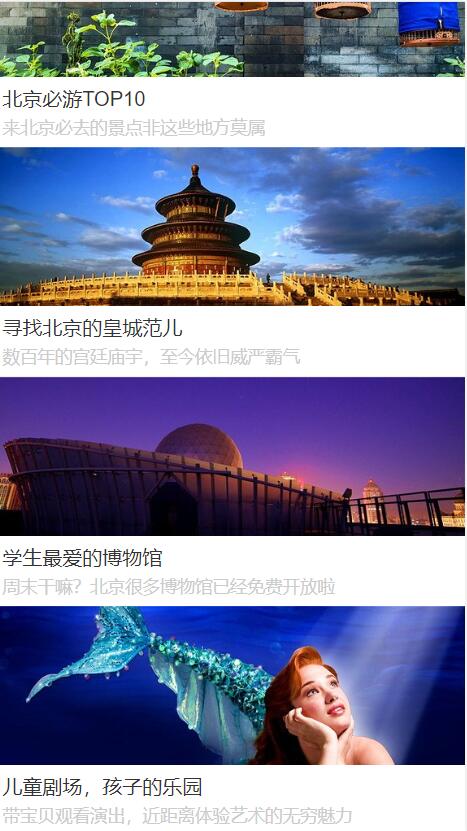 北京必游TOP10
来北京必去的景点非这些地方莫属
寻找北京的皇城范儿
数百年的宫廷庙宇，至今依旧威严霸气
学生最爱的博物馆
周末干嘛？北京很多博物馆已经免费开放啦
儿童剧场，孩子的乐园
带宝贝观看演出，近距离体验艺术的无穷魅力